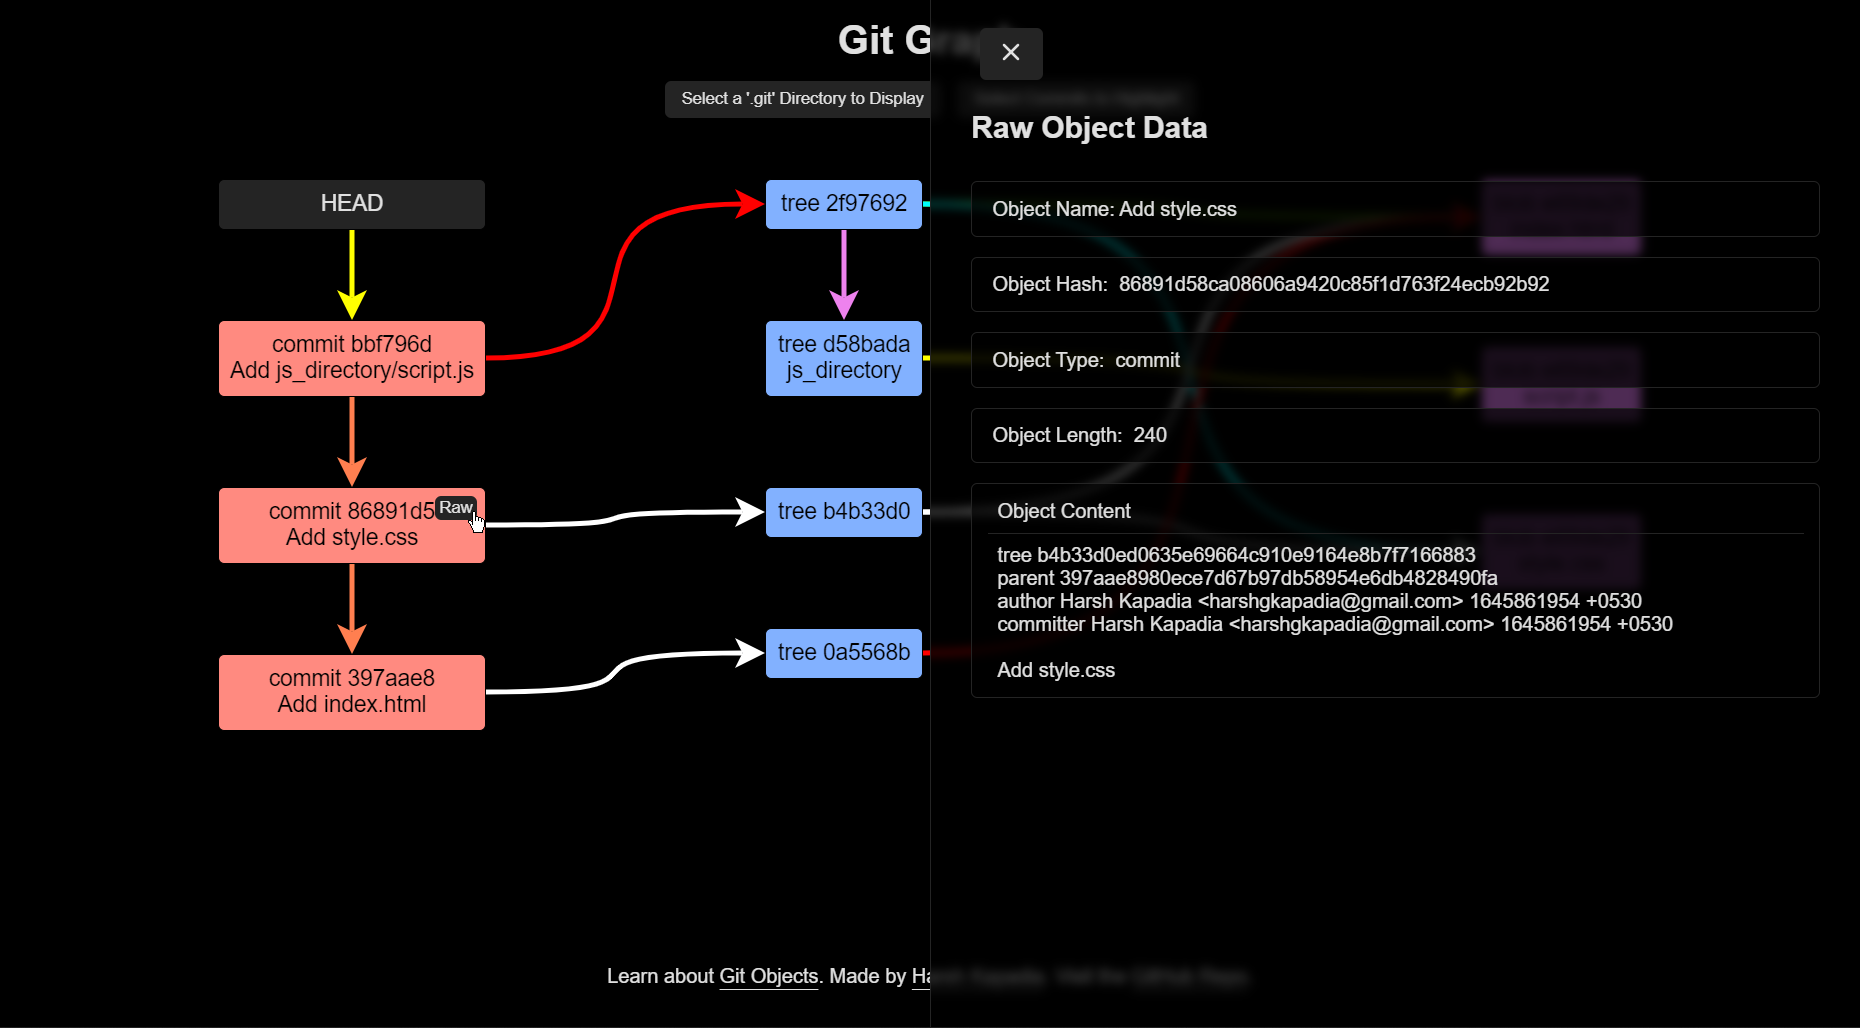 Git G
Select a '.git' Directory to Display
HEAD
commit bbf796d
Add js_directory/script.js
commit 86891d5
Raw
Add style.css
commit 397aae8
Add index.html
tree 2f97692
tree d58bada
js_directory
tree b4b33d0
tree 0a5568b
Raw Object Data
Object Name: Add style.css
Object Hash: 86891d58ca08606a9420c85f1d763f24ecb92b92
Object Type: commit
Object Length: 240
Object Content
tree b4b33d0ed0635e69664c910e9164e8b7f7166883
parent 397aae8980ece7d67b97db58954e6db4828490fa
author Harsh Kapadia <harshgkapadia@gmail.com> 1645861954 +0530
committer Harsh Kapadia <harshgkapadia@gmail.com> 1645861954 +0530
Add style.css
Learn about Git Objects. Made by